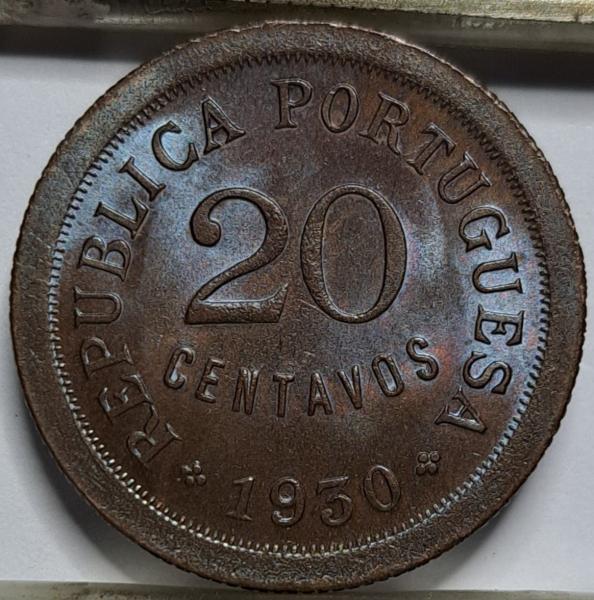 REPUBLICA PORTUGUESA
20
CENTAVOS
1930